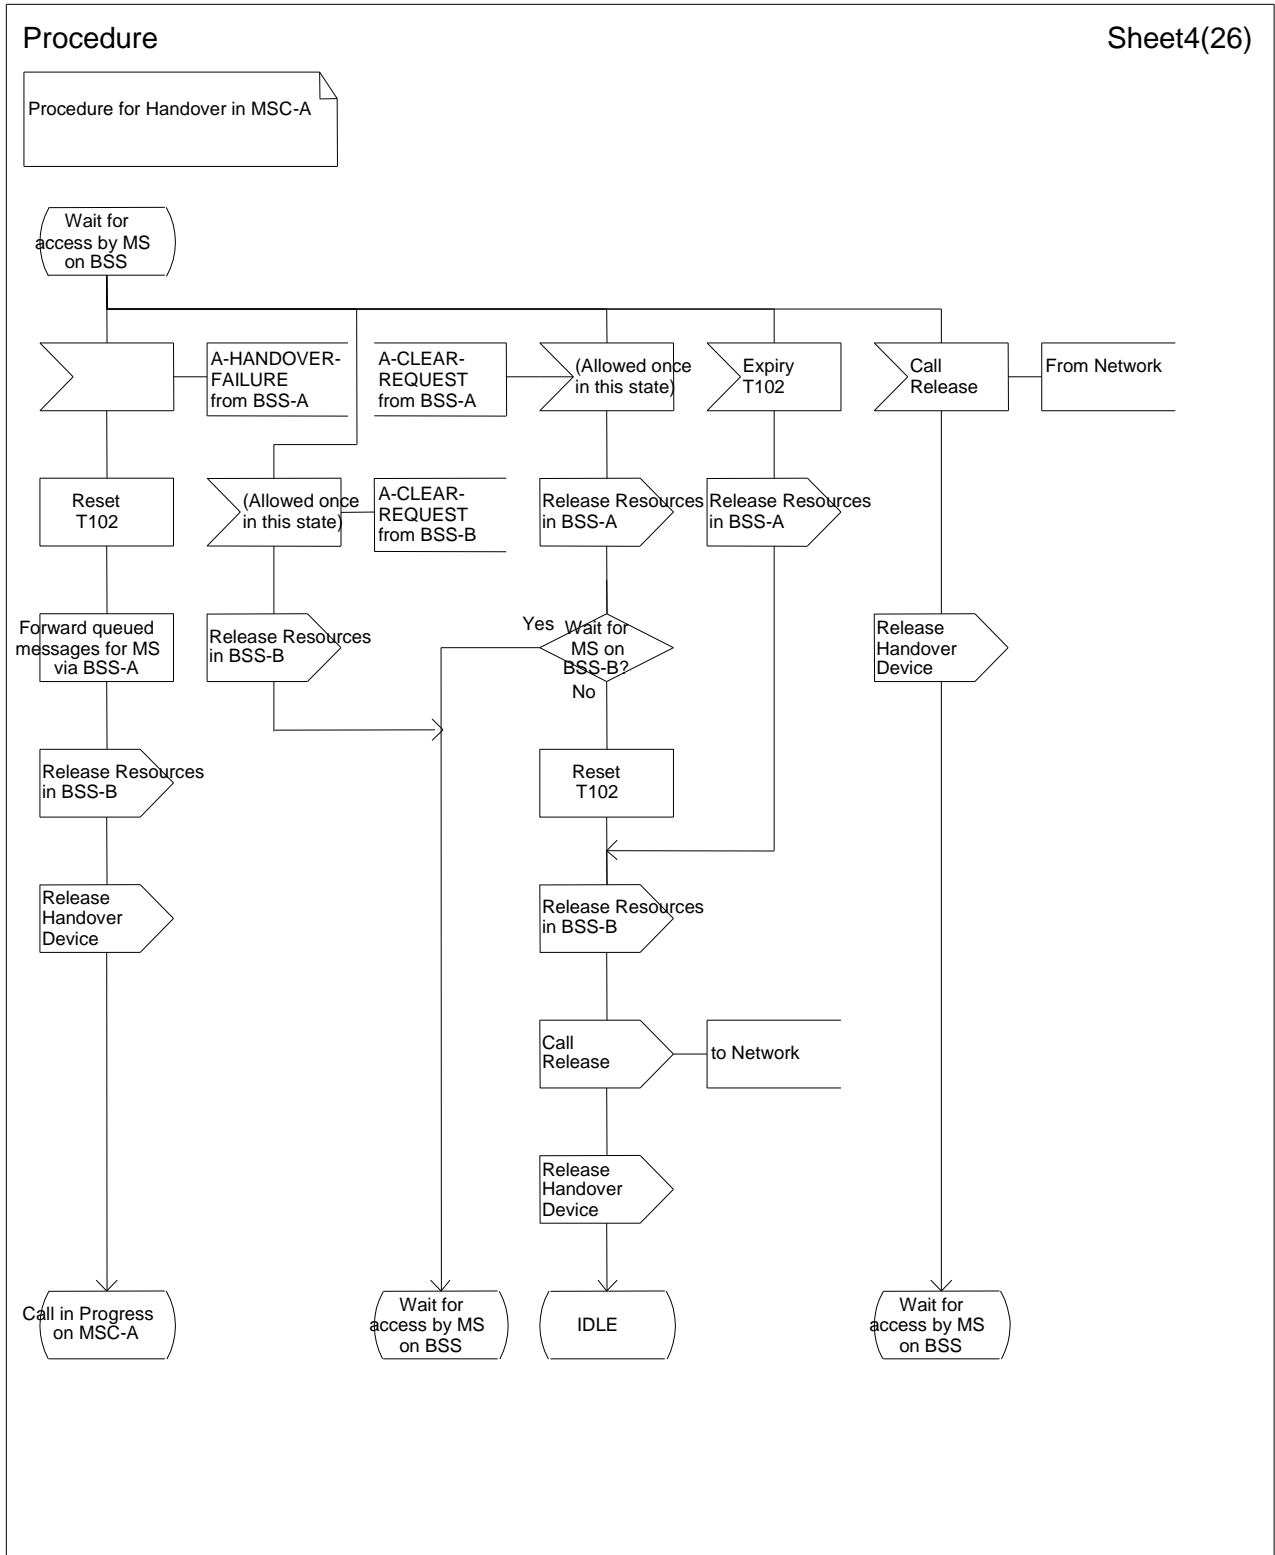 Procedure
Sheet4(26)
Procedure for Handover in MSC-A
Wait for
access by MS
on BSS
A-HANDOVER-
FAILURE
from BSS-A
A-CLEAR-
REQUEST
from BSS-A
(Allowed once
in this state)
Expiry
T102
Call
Release
From Network
Reset
T102
(Allowed once
in this state)
A-CLEAR-
REQUEST
from BSS-B
Release Resources
in BSS-A
Release Resources
in BSS-A
Forward queued
messages for MS
via BSS-A
Release Resources
in BSS-B
Yes
Wait for
MS on
BSS-B?
No
Release
Handover
Device
Release Resources
in BSS-B
Reset
T102
Release
Handover
Device
Release Resources
in BSS-B
Call
Release
to Network
Release
Handover
Device
Call in Progress
on MSC-A
Wait for
access by MS
on BSS
IDLE
Wait for
access by MS
on BSS